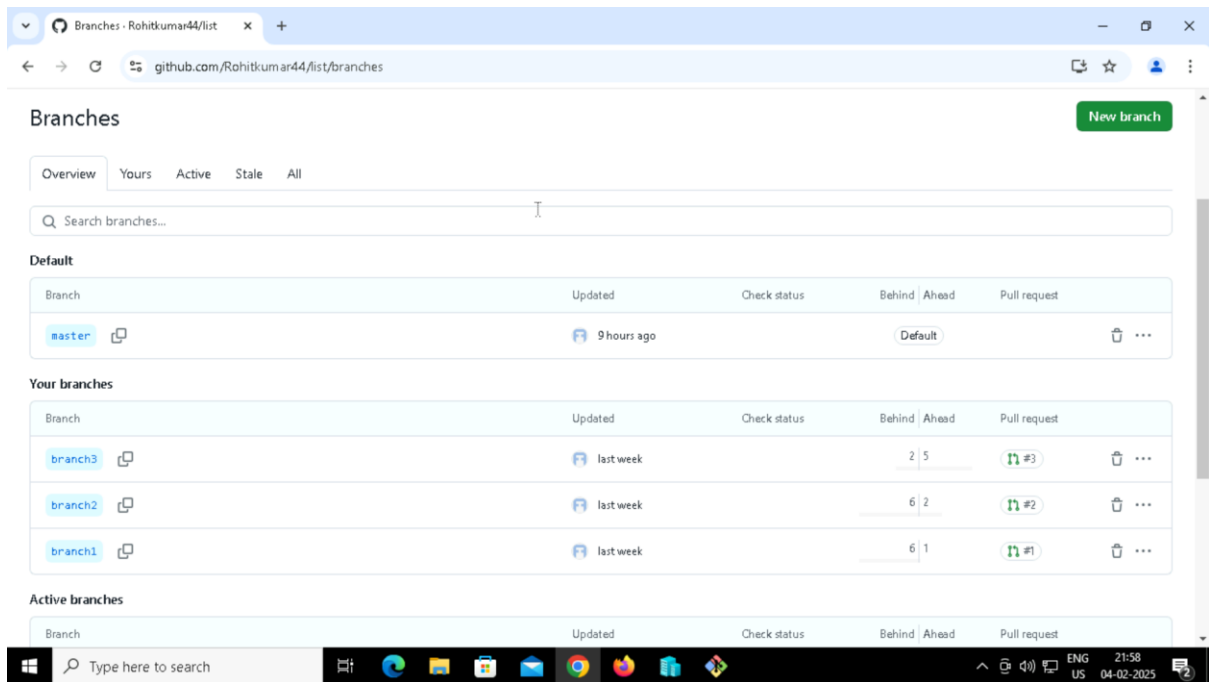 Branches · Rohitkumar44/list
github.com/Rohitkumar44/list/branches
Branches
New branch
Overview Yours Active Stale All
Search branches...
Default
Branch Updated Check status Behind Ahead Pull request
master 9 hours ago Default
Your branches
Branch Updated Check status Behind Ahead Pull request
branch3 last week 2 5 #3
branch2 last week 6 2 #2
branch1 last week 6 1 #1
Active branches
Branch Updated Check status Behind Ahead Pull request
Type here to search ENG 21:58
US 04-02-2025 2